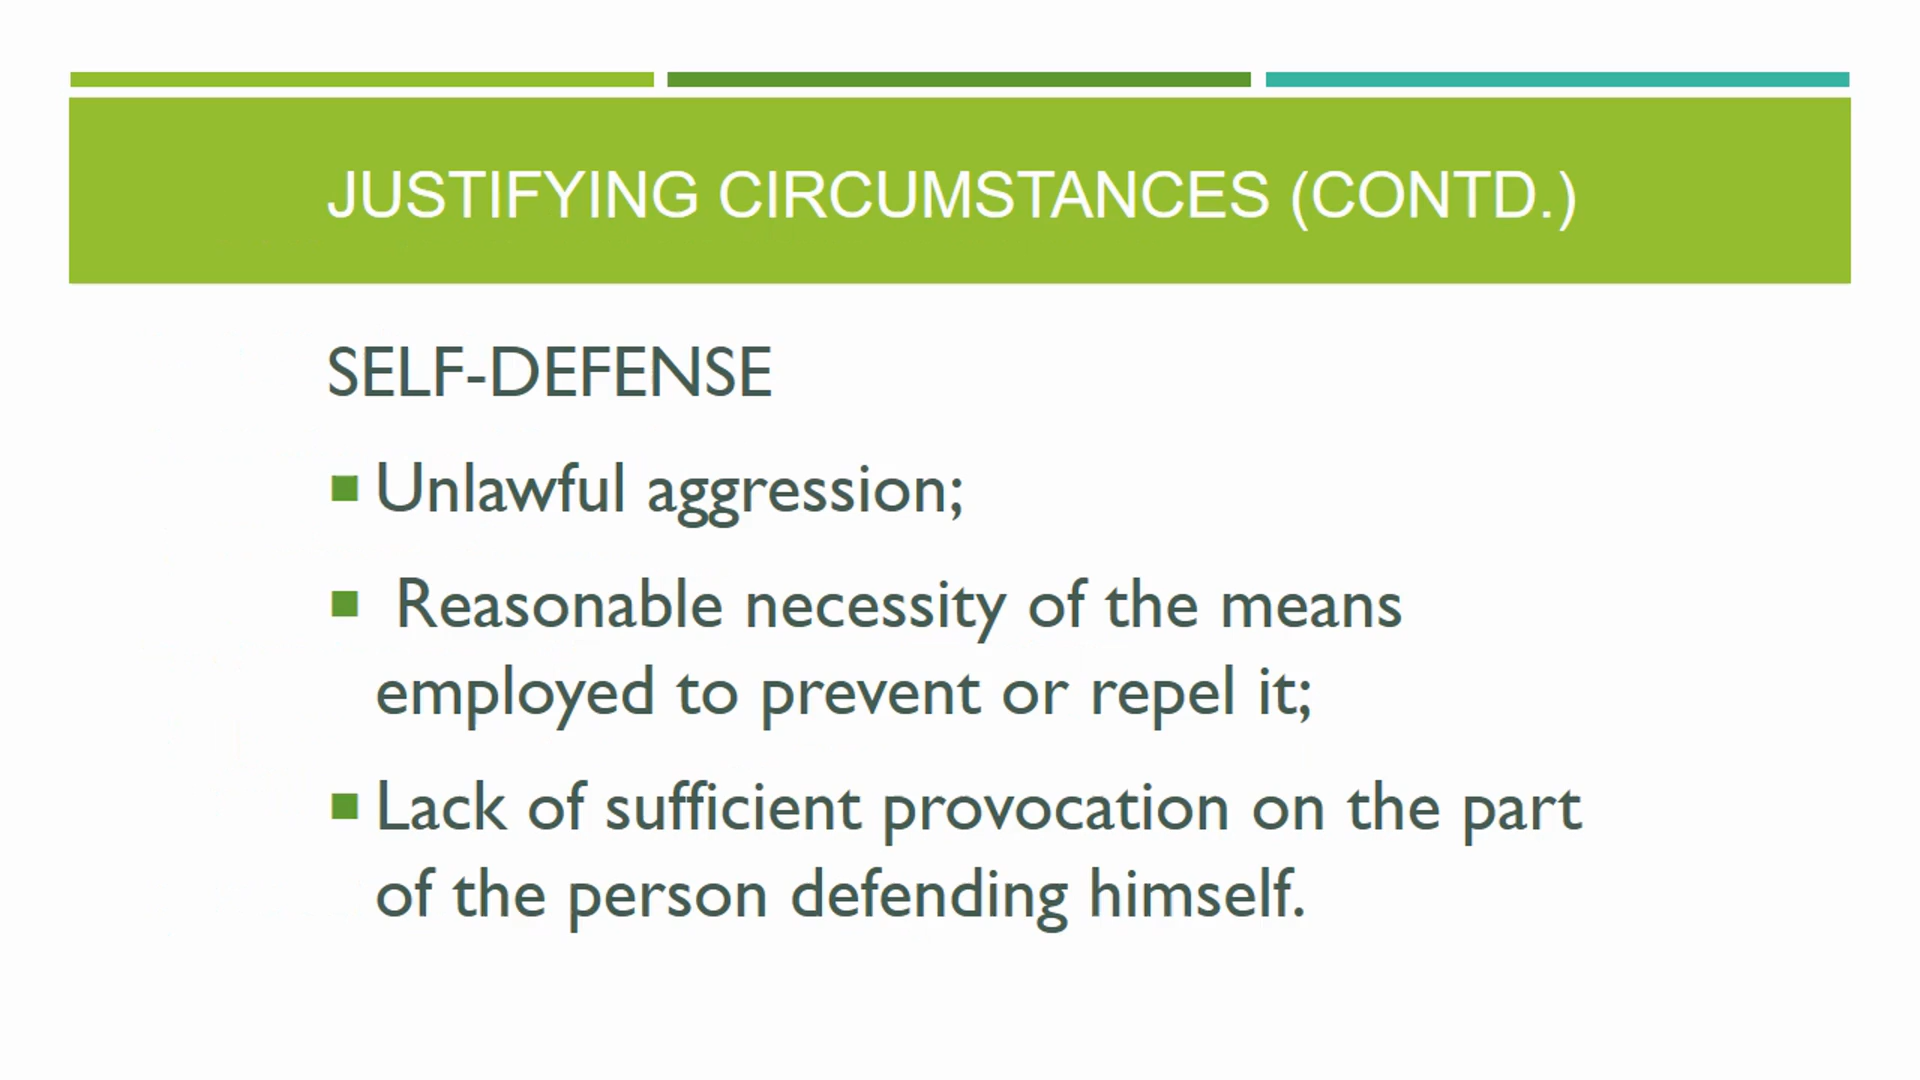 JUSTIFYING CIRCUMSTANCES (CONTD.)
SELF-DEFENSE
Unlawful aggression;
Reasonable necessity of the means
employed to prevent or repel it;
Lack of sufficient provocation on the part
of the person defending himself.